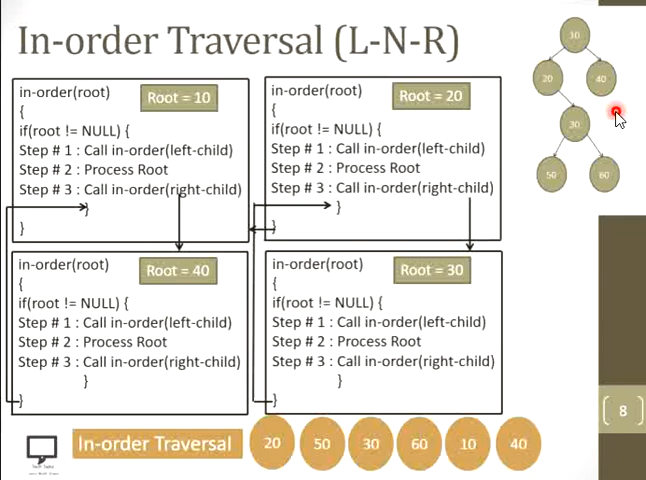 In-order Traversal (L-N-R)
in-order(root)
Root = 10
{
if(root != NULL) {
Step # 1 : Call in-order(left-child)
Step # 2 : Process Root
Step # 3 : Call in-order(right-child)
}
}
in-order(root)
Root = 20
{
if(root != NULL) {
Step # 1 : Call in-order(left-child)
Step # 2 : Process Root
Step # 3 : Call in-order(right-child)
}
}
in-order(root)
Root = 40
{
if(root != NULL) {
Step # 1 : Call in-order(left-child)
Step # 2 : Process Root
Step # 3 : Call in-order(right-child)
}
}
in-order(root)
Root = 30
{
if(root != NULL) {
Step # 1 : Call in-order(left-child)
Step # 2 : Process Root
Step # 3 : Call in-order(right-child)
}
}
10
20 40
30
50 60
8
In-order Traversal 20 50 30 60 10 40